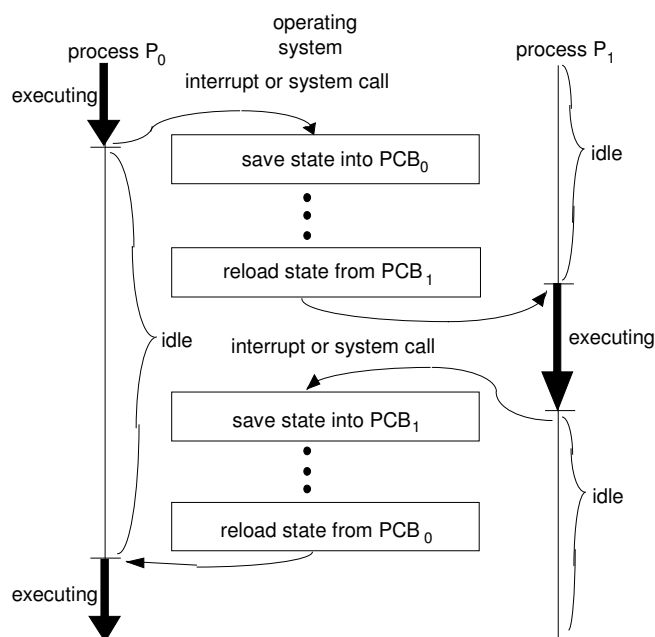 operating
system
process P₀
process P₁
interrupt or system call
executing
save state into PCB₀
idle
reload state from PCB₁
executing
idle
interrupt or system call
save state into PCB₁
idle
reload state from PCB₀
executing